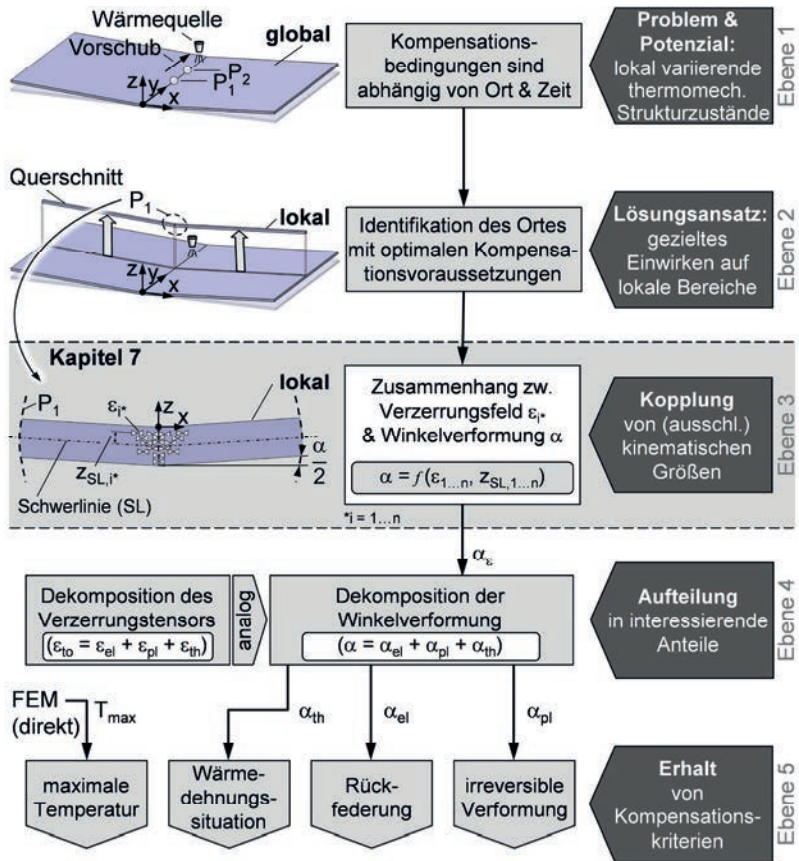 Wärmequelle
Vorschub
global
P1
P2
z
y
x
Kompensations-
bedingungen sind
abhängig von Ort & Zeit
Problem &
Potenzial:
lokal variierende
thermomech.
Strukturzustände
Ebene 1
Querschnitt
P1
lokal
z
y
x
Identifikation des Ortes
mit optimalen Kompensa-
tionsvoraussetzungen
Lösungsansatz:
gezieltes
Einwirken auf
lokale Bereiche
Ebene 2
Kapitel 7
P1
εi*
z
x
lokal
α
2
zSL,i*
Schwerlinie (SL)
Zusammenhang zw.
Verzerrungsfeld εi*
& Winkelverformung α
α = f(ε1...n, zSL,1...n)
*i = 1...n
Kopplung
von (ausschl.)
kinematischen
Größen
Ebene 3
αε
Dekomposition des
Verzerrungstensors
(εto = εel + εpl + εth)
analog
Dekomposition der
Winkelverformung
(α = αel + αpl + αth)
Aufteilung
in interessierende
Anteile
Ebene 4
FEM
(direkt)
Tmax
αth
αel
αpl
maximale
Temperatur
Wärme-
dehnungs-
situation
Rück-
federung
irreversible
Verformung
Erhalt
von
Kompensations-
kriterien
Ebene 5